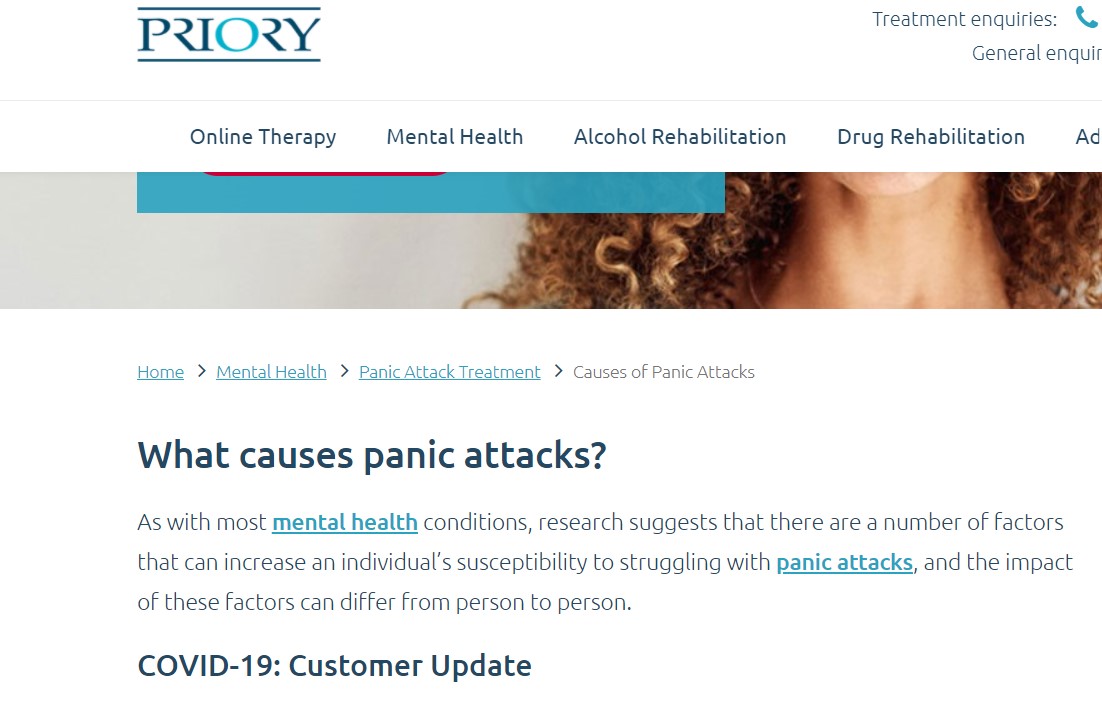 PRIORY
Treatment enquiries:
General enquir
Online Therapy Mental Health Alcohol Rehabilitation Drug Rehabilitation Ad
Home > Mental Health > Panic Attack Treatment > Causes of Panic Attacks
What causes panic attacks?
As with most mental health conditions, research suggests that there are a number of factors
that can increase an individual’s susceptibility to struggling with panic attacks, and the impact
of these factors can differ from person to person.
COVID-19: Customer Update